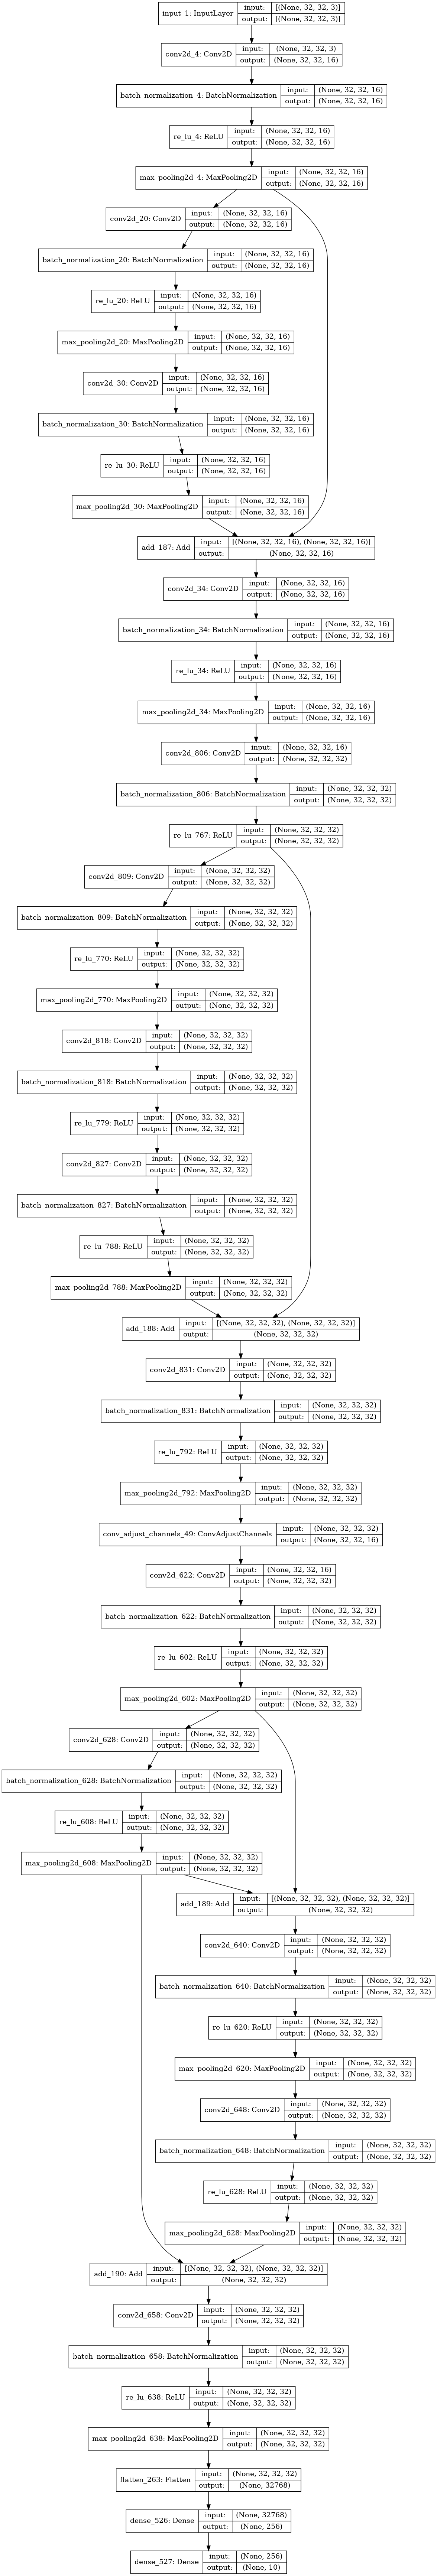 input_1: InputLayer input: [(None, 32, 32, 3)]
output: [(None, 32, 32, 3)]
conv2d_4: Conv2D input: (None, 32, 32, 3)
output: (None, 32, 32, 16)
batch_normalization_4: BatchNormalization input: (None, 32, 32, 16)
output: (None, 32, 32, 16)
re_lu_4: ReLU input: (None, 32, 32, 16)
output: (None, 32, 32, 16)
max_pooling2d_4: MaxPooling2D input: (None, 32, 32, 16)
output: (None, 32, 32, 16)
conv2d_20: Conv2D input: (None, 32, 32, 16)
output: (None, 32, 32, 16)
batch_normalization_20: BatchNormalization input: (None, 32, 32, 16)
output: (None, 32, 32, 16)
re_lu_20: ReLU input: (None, 32, 32, 16)
output: (None, 32, 32, 16)
max_pooling2d_20: MaxPooling2D input: (None, 32, 32, 16)
output: (None, 32, 32, 16)
conv2d_30: Conv2D input: (None, 32, 32, 16)
output: (None, 32, 32, 16)
batch_normalization_30: BatchNormalization input: (None, 32, 32, 16)
output: (None, 32, 32, 16)
re_lu_30: ReLU input: (None, 32, 32, 16)
output: (None, 32, 32, 16)
max_pooling2d_30: MaxPooling2D input: (None, 32, 32, 16)
output: (None, 32, 32, 16)
add_187: Add input: [(None, 32, 32, 16), (None, 32, 32, 16)]
output: (None, 32, 32, 16)
conv2d_34: Conv2D input: (None, 32, 32, 16)
output: (None, 32, 32, 16)
batch_normalization_34: BatchNormalization input: (None, 32, 32, 16)
output: (None, 32, 32, 16)
re_lu_34: ReLU input: (None, 32, 32, 16)
output: (None, 32, 32, 16)
max_pooling2d_34: MaxPooling2D input: (None, 32, 32, 16)
output: (None, 32, 32, 16)
conv2d_806: Conv2D input: (None, 32, 32, 16)
output: (None, 32, 32, 32)
batch_normalization_806: BatchNormalization input: (None, 32, 32, 32)
output: (None, 32, 32, 32)
re_lu_767: ReLU input: (None, 32, 32, 32)
output: (None, 32, 32, 32)
conv2d_809: Conv2D input: (None, 32, 32, 32)
output: (None, 32, 32, 32)
batch_normalization_809: BatchNormalization input: (None, 32, 32, 32)
output: (None, 32, 32, 32)
re_lu_770: ReLU input: (None, 32, 32, 32)
output: (None, 32, 32, 32)
max_pooling2d_770: MaxPooling2D input: (None, 32, 32, 32)
output: (None, 32, 32, 32)
conv2d_818: Conv2D input: (None, 32, 32, 32)
output: (None, 32, 32, 32)
batch_normalization_818: BatchNormalization input: (None, 32, 32, 32)
output: (None, 32, 32, 32)
re_lu_779: ReLU input: (None, 32, 32, 32)
output: (None, 32, 32, 32)
conv2d_827: Conv2D input: (None, 32, 32, 32)
output: (None, 32, 32, 32)
batch_normalization_827: BatchNormalization input: (None, 32, 32, 32)
output: (None, 32, 32, 32)
re_lu_788: ReLU input: (None, 32, 32, 32)
output: (None, 32, 32, 32)
max_pooling2d_788: MaxPooling2D input: (None, 32, 32, 32)
output: (None, 32, 32, 32)
add_188: Add input: [(None, 32, 32, 32), (None, 32, 32, 32)]
output: (None, 32, 32, 32)
conv2d_831: Conv2D input: (None, 32, 32, 32)
output: (None, 32, 32, 32)
batch_normalization_831: BatchNormalization input: (None, 32, 32, 32)
output: (None, 32, 32, 32)
re_lu_792: ReLU input: (None, 32, 32, 32)
output: (None, 32, 32, 32)
max_pooling2d_792: MaxPooling2D input: (None, 32, 32, 32)
output: (None, 32, 32, 32)
conv_adjust_channels_49: ConvAdjustChannels input: (None, 32, 32, 32)
output: (None, 32, 32, 16)
conv2d_622: Conv2D input: (None, 32, 32, 16)
output: (None, 32, 32, 32)
batch_normalization_622: BatchNormalization input: (None, 32, 32, 32)
output: (None, 32, 32, 32)
re_lu_602: ReLU input: (None, 32, 32, 32)
output: (None, 32, 32, 32)
max_pooling2d_602: MaxPooling2D input: (None, 32, 32, 32)
output: (None, 32, 32, 32)
conv2d_628: Conv2D input: (None, 32, 32, 32)
output: (None, 32, 32, 32)
batch_normalization_628: BatchNormalization input: (None, 32, 32, 32)
output: (None, 32, 32, 32)
re_lu_608: ReLU input: (None, 32, 32, 32)
output: (None, 32, 32, 32)
max_pooling2d_608: MaxPooling2D input: (None, 32, 32, 32)
output: (None, 32, 32, 32)
add_189: Add input: [(None, 32, 32, 32), (None, 32, 32, 32)]
output: (None, 32, 32, 32)
conv2d_640: Conv2D input: (None, 32, 32, 32)
output: (None, 32, 32, 32)
batch_normalization_640: BatchNormalization input: (None, 32, 32, 32)
output: (None, 32, 32, 32)
re_lu_620: ReLU input: (None, 32, 32, 32)
output: (None, 32, 32, 32)
max_pooling2d_620: MaxPooling2D input: (None, 32, 32, 32)
output: (None, 32, 32, 32)
conv2d_648: Conv2D input: (None, 32, 32, 32)
output: (None, 32, 32, 32)
batch_normalization_648: BatchNormalization input: (None, 32, 32, 32)
output: (None, 32, 32, 32)
re_lu_628: ReLU input: (None, 32, 32, 32)
output: (None, 32, 32, 32)
max_pooling2d_628: MaxPooling2D input: (None, 32, 32, 32)
output: (None, 32, 32, 32)
add_190: Add input: [(None, 32, 32, 32), (None, 32, 32, 32)]
output: (None, 32, 32, 32)
conv2d_658: Conv2D input: (None, 32, 32, 32)
output: (None, 32, 32, 32)
batch_normalization_658: BatchNormalization input: (None, 32, 32, 32)
output: (None, 32, 32, 32)
re_lu_638: ReLU input: (None, 32, 32, 32)
output: (None, 32, 32, 32)
max_pooling2d_638: MaxPooling2D input: (None, 32, 32, 32)
output: (None, 32, 32, 32)
flatten_263: Flatten input: (None, 32, 32, 32)
output: (None, 32768)
dense_526: Dense input: (None, 32768)
output: (None, 256)
dense_527: Dense input: (None, 256)
output: (None, 10)